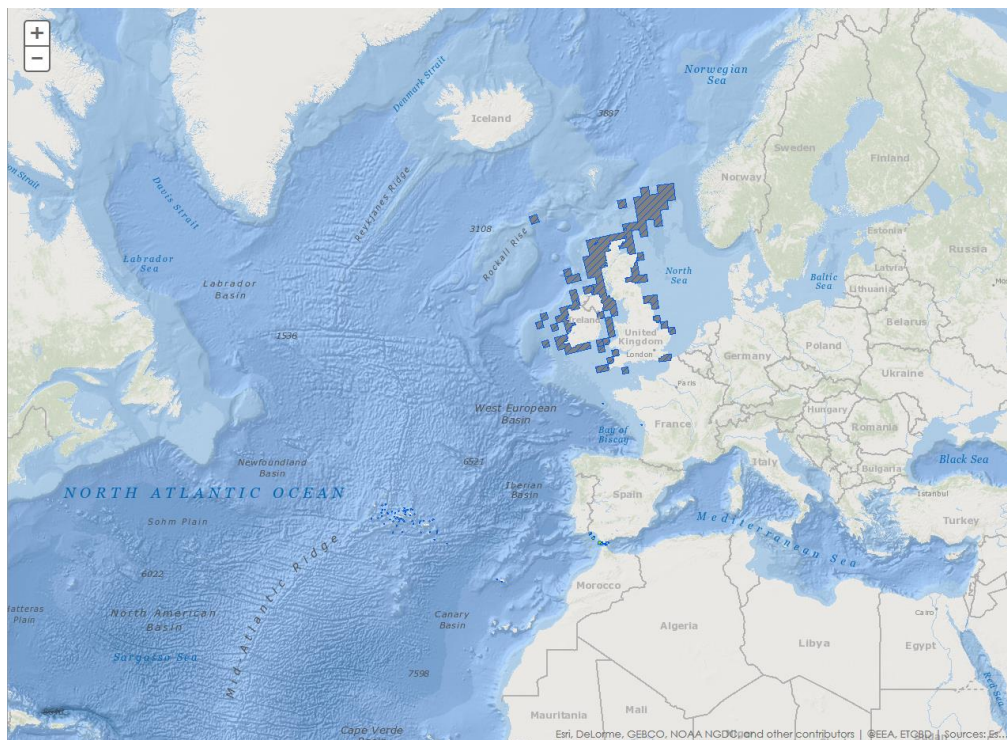 +
−
Norwegian
Sea
Denmark Strait
Iceland
3887
Sweden
Finland
Norway
Davis Strait
Reykjanes Ridge
3108
Rockall Rise
Estonia
Russia
Labrador
Sea
North
Sea
Baltic
Sea
Latvia
Lithuania
Labrador
Basin
Ireland
United
Kingdom
London
Belarus
1536
Germany
Poland
Ukraine
Paris
West European
Basin
France
Hungary
Romania
Bay of
Biscay
Newfoundland
Basin
6521
Italy
Bulgaria
Black Sea
NORTH ATLANTIC OCEAN
Iberian
Basin
Spain
Istanbul
Sohm Plain
Mediterranean Sea
Turkey
Mid-Atlantic Ridge
6022
Morocco
Hatteras
Plain
North American
Basin
Canary
Basin
Algeria
Libya
Cairo
Egypt
Sargasso Sea
7598
Red Sea
Mauritania
Mali
Cape Verde
Esri, DeLorme, GEBCO, NOAA NGDC, and other contributors | ©EEA, ETCBD | Sources: Es...